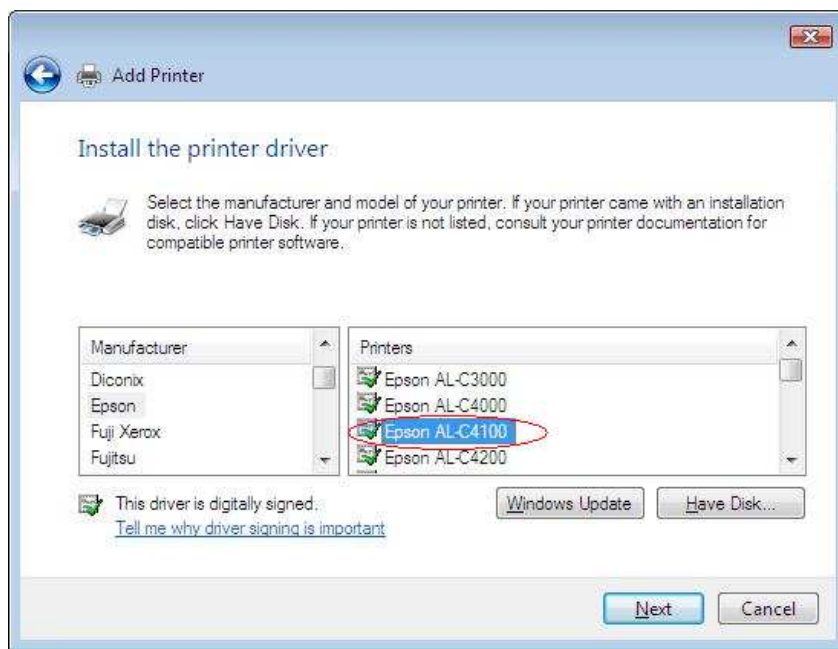 Add Printer
Install the printer driver
Select the manufacturer and model of your printer. If your printer came with an installation
disk, click Have Disk. If your printer is not listed, consult your printer documentation for
compatible printer software.
Manufacturer
Diconix
Epson
Fuji Xerox
Fujitsu
Printers
Epson AL-C3000
Epson AL-C4000
Epson AL-C4100
Epson AL-C4200
This driver is digitally signed.
Tell me why driver signing is important
Windows Update
Have Disk...
Next
Cancel